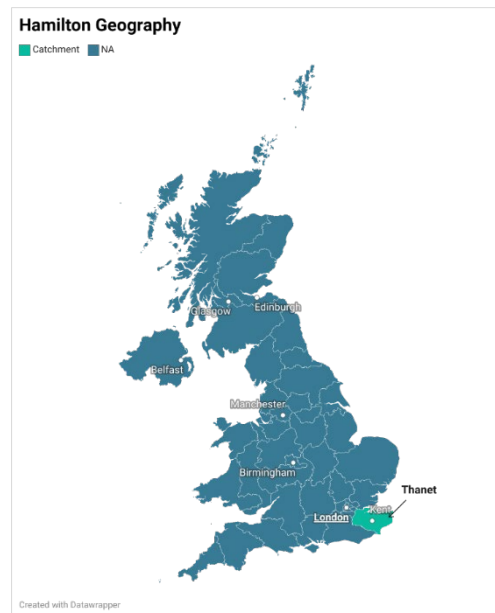 Hamilton Geography
Catchment NA
Glasgow
Edinburgh
Belfast
Manchester
Birmingham
Thanet
Kent
London
Created with Datawrapper